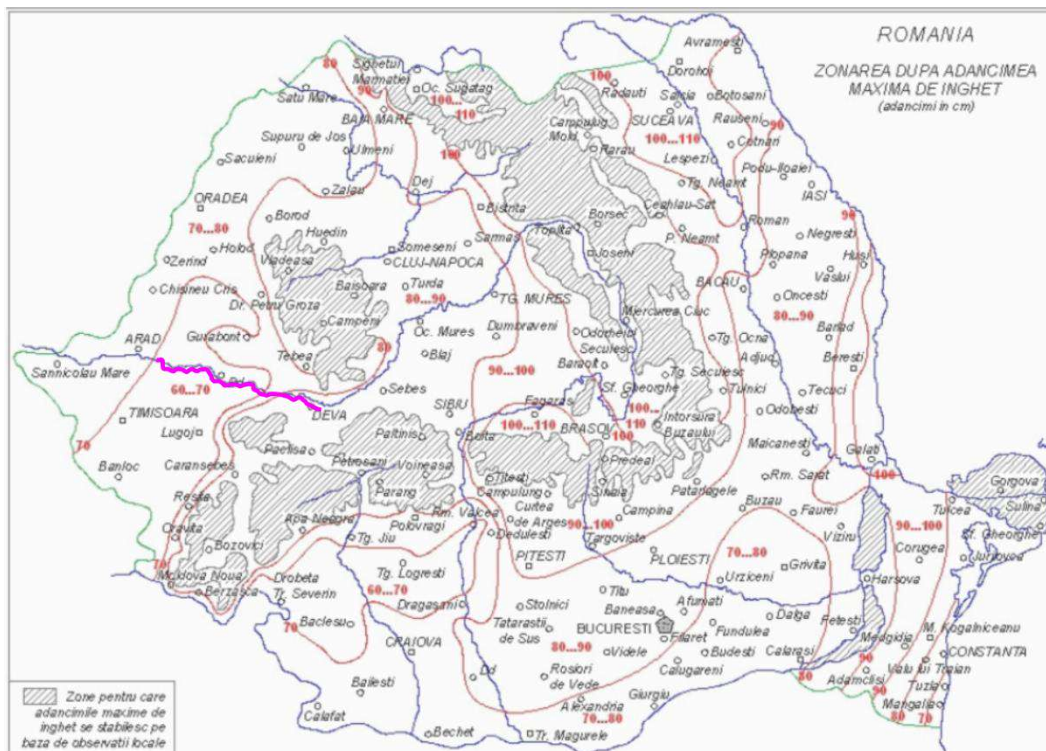 ROMANIA
ZONAREA DUPA ADANCIMEA
MAXIMA DE INGHET
(adancimi in cm)
Avramesti
80
Sighetul
Marmatiei
Oc. Sugatag
Dorohoi
100
Radauti
90
Satu Mare
100...
110
Botosani
BAIA MARE
SUCEAVA
Rauseni
90
Campulug
Mold.
100...110
Supuru de Jos
Ulmeni
Rarau
Cotnari
100
Lespezi
Sacuieni
Podu-Iloaiei
Tg. Neamt
IASI
Zalau
Dej
ORADEA
Bistrita
Ceahlau-Sat
Borod
Borsec
Roman
90
70...80
Huedin
Sarmas
Toplita
P. Neamt
Negresti
Holod
Someseni
Zerind
Vladeasa
CLUJ-NAPOCA
Joseni
Plopana
Husi
Vaslui
Chisineu Cris
Baisoara
Turda
BACAU
80...90
TG. MURES
Oncesti
Dr. Petru Groza
Miercurea Ciuc
80...90
Campeni
Oc. Mures
Dumbraveni
Odorheiul
Secuiesc
Barlad
Gurabont
ARAD
80
Blaj
Tg. Ocna
Adjud
Beresti
Tebea
Baraolt
Sannicolau Mare
90...100
Tg. Secuiesc
60...70
Sebes
Sf. Gheorghe
Tulnici
Tecuci
Fagaras
100...
110
Odobesti
TIMISOARA
DEVA
SIBIU
100...110
BRASOV
100
Intorsura
Buzaului
Lugoj
Paltinis
Boita
Maicanesti
Galati
70
Predeal
Banloc
Caransebes
Petrosani
Voineasa
Titesti
Rm. Sarat
100
Parang
Campulung
Sinaia
Patarlagele
Gorgova
Resita
Curtea
de Arges
Buzau
Tulcea
Sulina
Apa Neagra
Polovragi
Rm. Valcea
90...100
Campina
Faurei
90...100
Oravita
Dedulesti
Viziru
Sf. Gheorghe
Tg. Jiu
Targoviste
Bozovici
PITESTI
PLOIESTI
70...80
Corugea
Jurilovca
70
Moldova Noua
Drobeta
Tr. Severin
Tg. Logresti
Urziceni
Grivita
Harsova
Berzasca
60...70
Titu
Dragasani
Stolnici
Baneasa
Afumati
M. Kogalniceanu
70
Baclesu
Tatarastii
de Sus
BUCURESTI
Dalga
Fetesti
Medgidia
CRAIOVA
Filaret
Fundulea
80...90
Videle
Budesti
CONSTANTA
Rosiori
de Vede
Calugareni
Calarasi
90
Valu lui Traian
Dd
80
Adamclisi
Tuzla
Bailesti
Giurgiu
90
Alexandria
Mangalia
70...80
80
70
Calafat
Bechet
Tr. Magurele
Zone pentru care
adancimile maxime de
inghet se stabilesc pe
baza de observatii locale